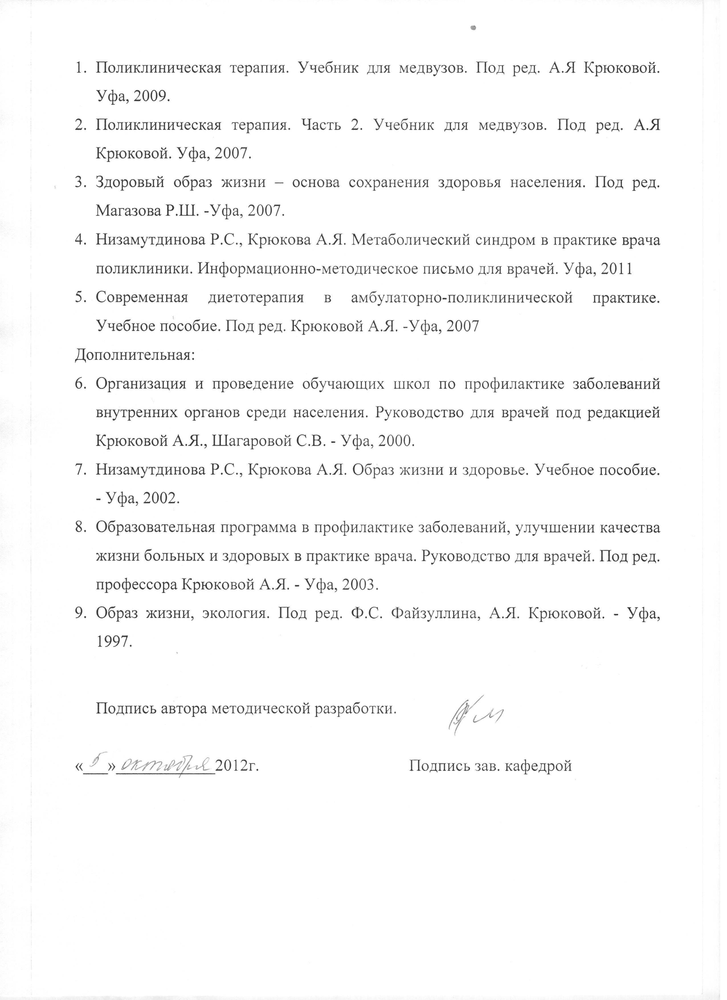 1. Поликлиническая терапия. Учебник для медвузов. Под ред. А.Я Крюковой.
Уфа, 2009.
2. Поликлиническая терапия. Часть 2. Учебник для медвузов. Под ред. А.Я
Крюковой. Уфа, 2007.
3. Здоровый образ жизни – основа сохранения здоровья населения. Под ред.
Магазова Р.Ш. -Уфа, 2007.
4. Низамутдинова Р.С., Крюкова А.Я. Метаболический синдром в практике врача
поликлиники. Информационно-методическое письмо для врачей. Уфа, 2011
5. Современная диетотерапия в амбулаторно-поликлинической практике.
Учебное пособие. Под ред. Крюковой А.Я. -Уфа, 2007
Дополнительная:
6. Организация и проведение обучающих школ по профилактике заболеваний
внутренних органов среди населения. Руководство для врачей под редакцией
Крюковой А.Я., Шагаровой С.В. - Уфа, 2000.
7. Низамутдинова Р.С., Крюкова А.Я. Образ жизни и здоровье. Учебное пособие.
- Уфа, 2002.
8. Образовательная программа в профилактике заболеваний, улучшении качества
жизни больных и здоровых в практике врача. Руководство для врачей. Под ред.
профессора Крюковой А.Я. - Уфа, 2003.
9. Образ жизни, экология. Под ред. Ф.С. Файзуллина, А.Я. Крюковой. - Уфа,
1997.
Подпись автора методической разработки.
«5» октября 2012г. Подпись зав. кафедрой